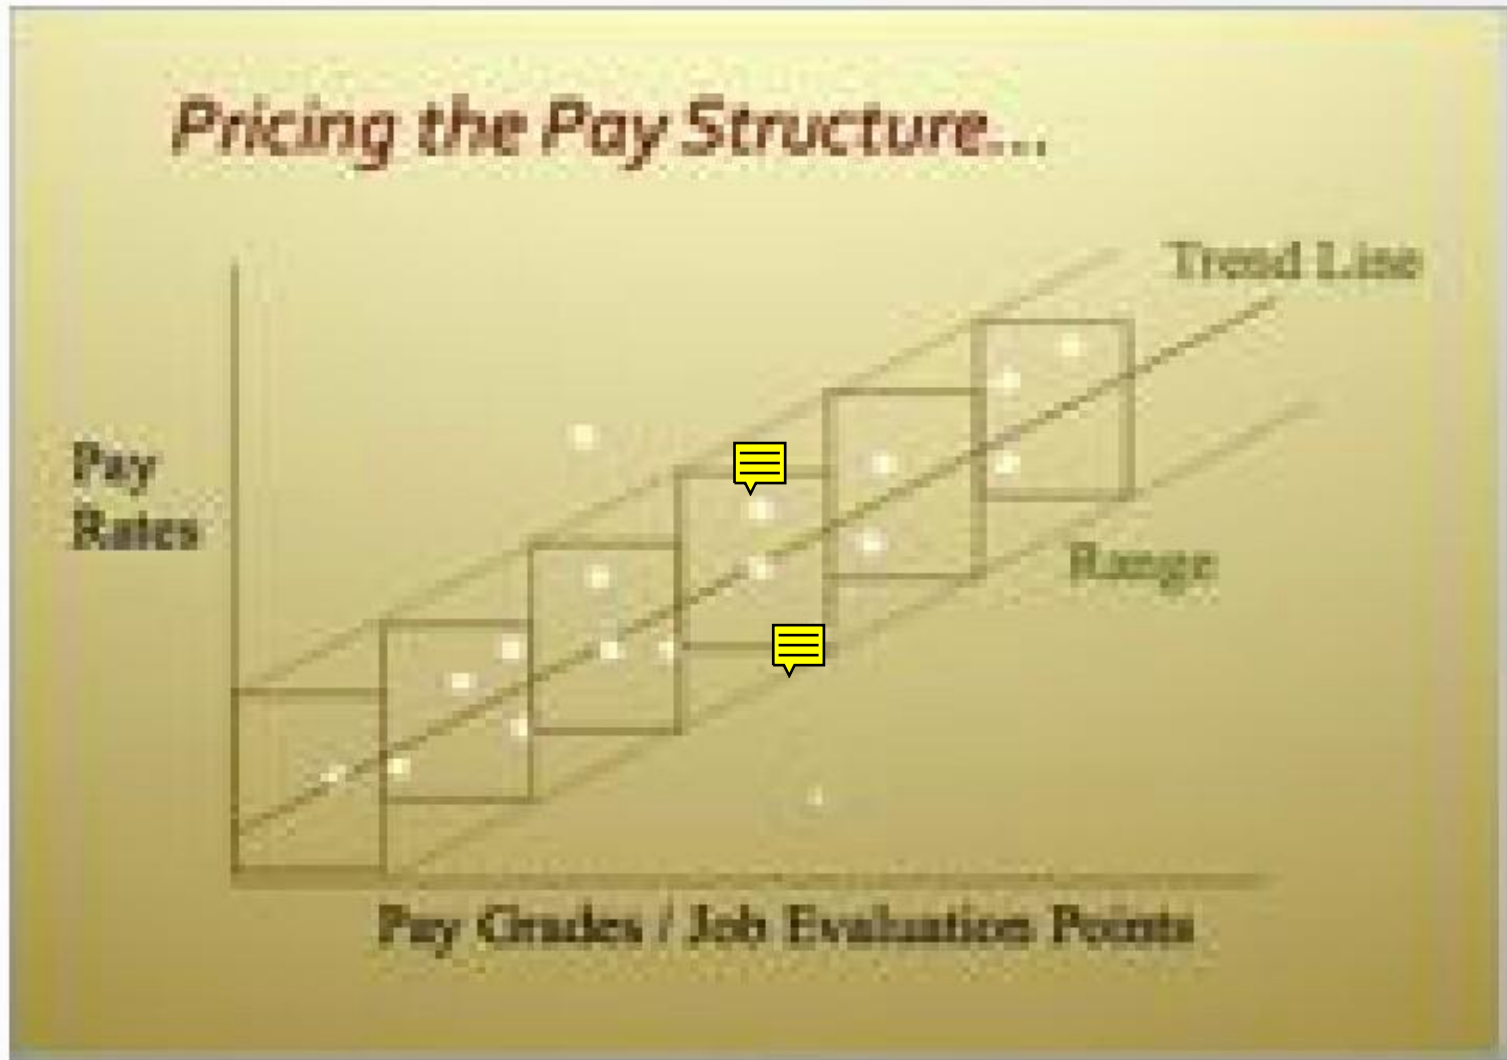 Pricing the Pay Structure...
Trend Line
Pay
Rates
Range
Pay Grades / Job Evaluation Points